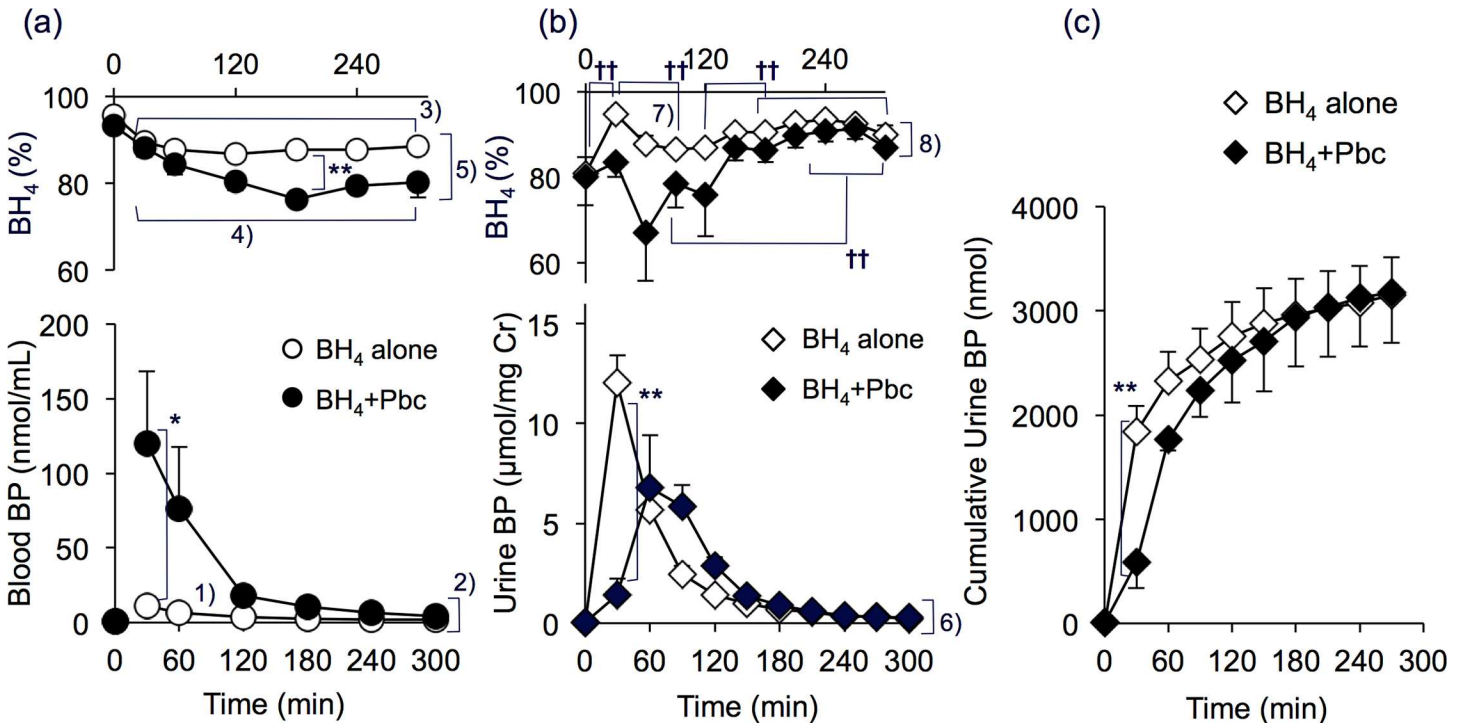 (a)
0 120 240
100
80
60
BH₄ (%)
3)
**
5)
4)
200
150
100
50
0
Blood BP (nmol/mL)
BH₄ alone
BH₄+Pbc
*
1)
2)
0 60 120 180 240 300
Time (min)
(b)
0 120 240
†† †† ††
100
80
60
BH₄ (%)
7)
8)
††
15
10
5
0
Urine BP (μmol/mg Cr)
BH₄ alone
BH₄+Pbc
**
6)
0 60 120 180 240 300
Time (min)
(c)
BH₄ alone
BH₄+Pbc
4000
3000
2000
1000
0
Cumulative Urine BP (nmol)
**
0 60 120 180 240 300
Time (min)